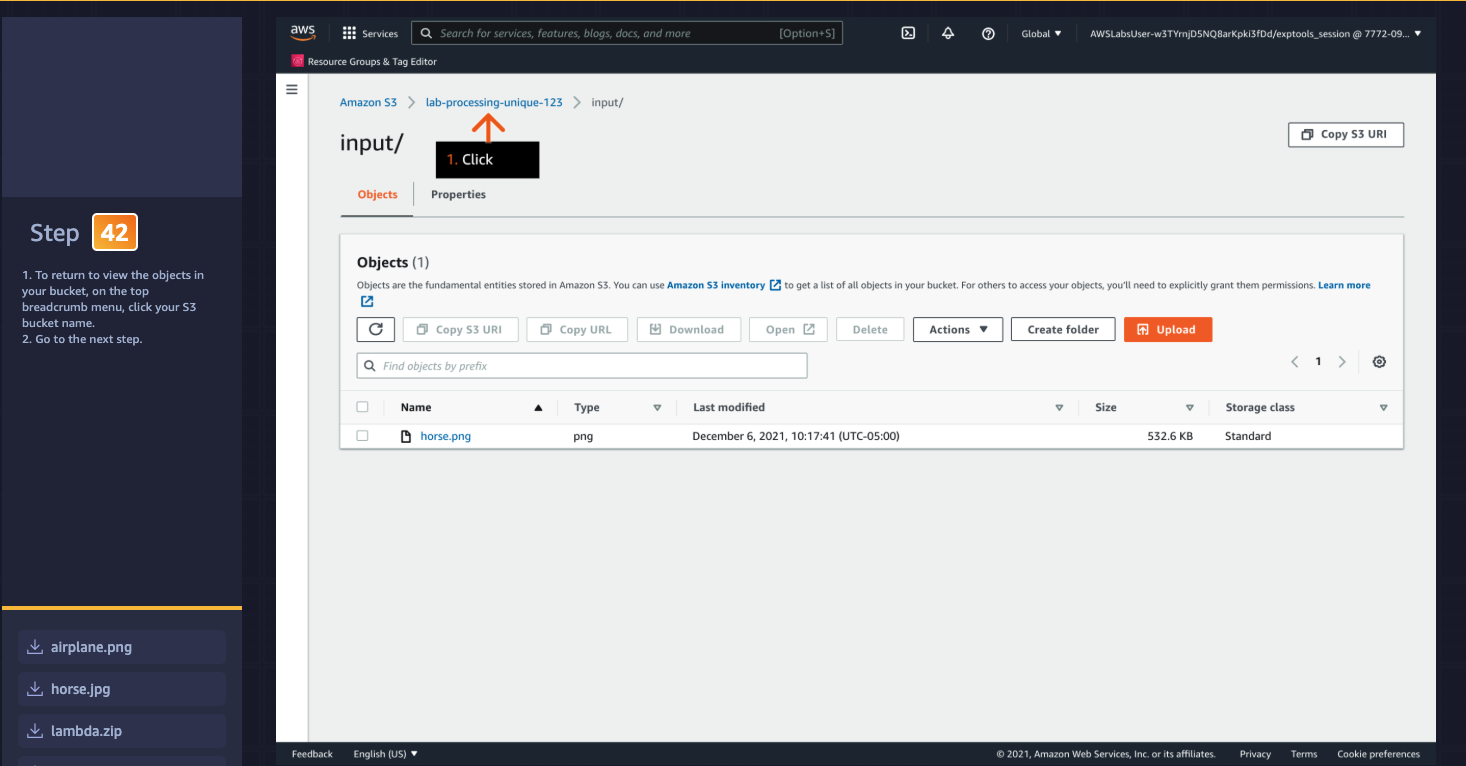 aws
Services
Search for services, features, blogs, docs, and more
[Option+S]
Global
AWSLabsUser-w3TYrnjD5NQ8arKpki3fDd/exptools_session @ 7772-09...
Resource Groups & Tag Editor
Amazon S3
lab-processing-unique-123
input/
input/
1. Click
Copy S3 URI
Objects
Properties
Step 42
1. To return to view the objects in
your bucket, on the top
breadcrumb menu, click your S3
bucket name.
2. Go to the next step.
Objects (1)
Objects are the fundamental entities stored in Amazon S3. You can use Amazon S3 inventory to get a list of all objects in your bucket. For others to access your objects, you'll need to explicitly grant them permissions. Learn more
Copy S3 URI
Copy URL
Download
Open
Delete
Actions
Create folder
Upload
Find objects by prefix
1
Name
Type
Last modified
Size
Storage class
horse.png
png
December 6, 2021, 10:17:41 (UTC-05:00)
532.6 KB
Standard
airplane.png
horse.jpg
lambda.zip
Feedback
English (US)
© 2021, Amazon Web Services, Inc. or its affiliates.
Privacy
Terms
Cookie preferences